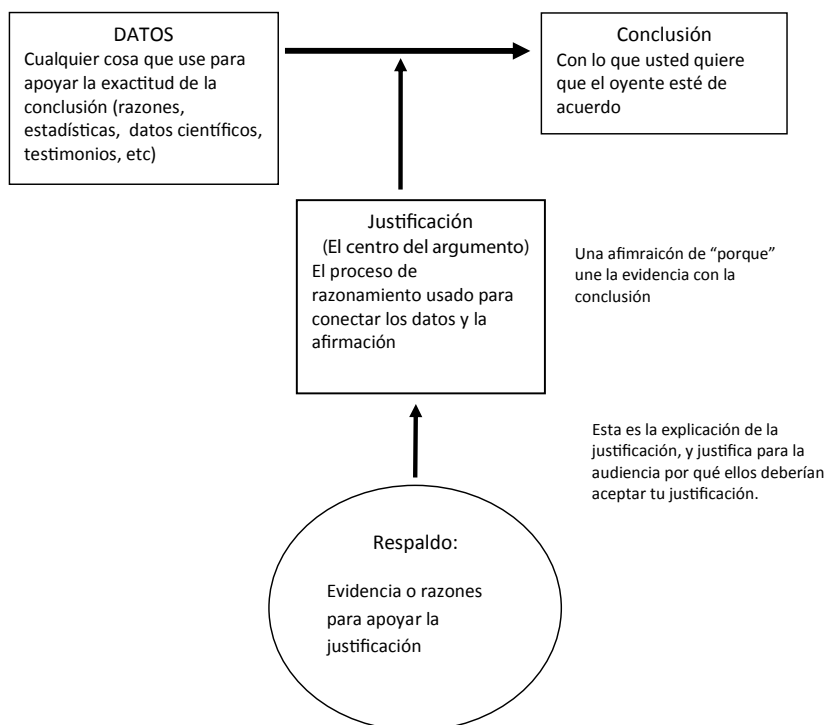 DATOS
Cualquier cosa que use para
apoyar la exactitud de la
conclusión (razones,
estadísticas, datos científicos,
testimonios, etc)
Conclusión
Con lo que usted quiere
que el oyente esté de
acuerdo
Justificación
(El centro del argumento)
El proceso de
razonamiento usado para
conectar los datos y la
afirmación
Una afimraicón de “porque”
une la evidencia con la
conclusión
Esta es la explicación de la
justificación, y justifica para la
audiencia por qué ellos deberían
aceptar tu justificación.
Respaldo:
Evidencia o razones
para apoyar la
justificación